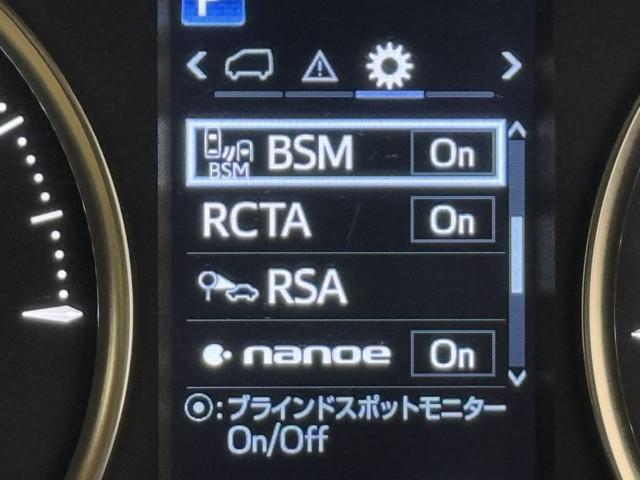 P
BSM BSM On
RCTA On
RSA
nanoe On
:ブラインドスポットモニター
On/Off